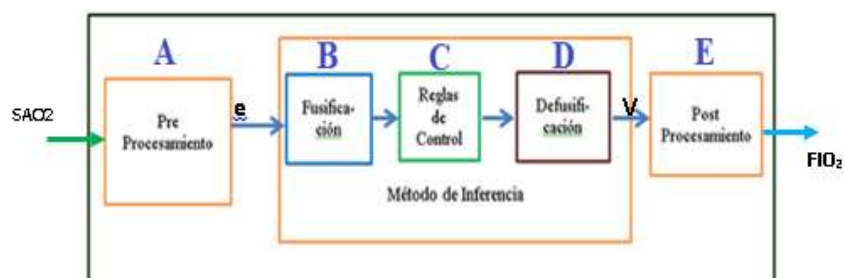 A
B
C
D
E
SAO2
Pre
Procesamiento
e
Fusifica-
ción
Reglas
de
Control
Defusifi-
cación
V
Post
Procesamiento
FIO₂
Método de Inferencia